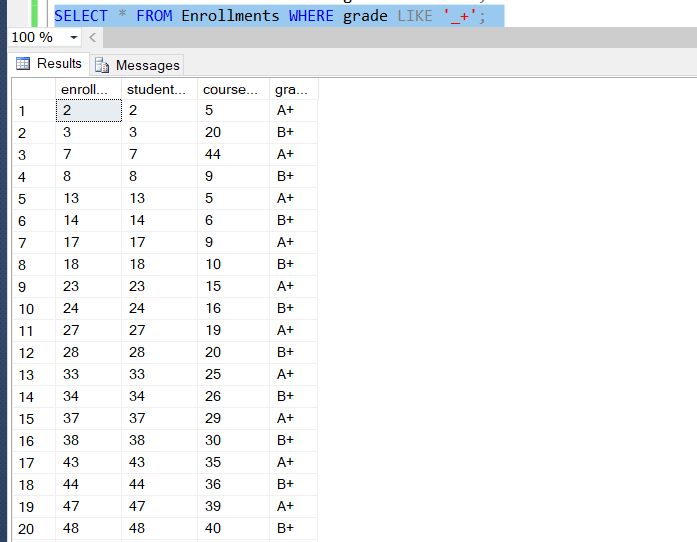 SELECT * FROM Enrollments WHERE grade LIKE '_+';
100 %
Results Messages
enroll... student... course... gra...
1 2 2 5 A+
2 3 3 20 B+
3 7 7 44 A+
4 8 8 9 B+
5 13 13 5 A+
6 14 14 6 B+
7 17 17 9 A+
8 18 18 10 B+
9 23 23 15 A+
10 24 24 16 B+
11 27 27 19 A+
12 28 28 20 B+
13 33 33 25 A+
14 34 34 26 B+
15 37 37 29 A+
16 38 38 30 B+
17 43 43 35 A+
18 44 44 36 B+
19 47 47 39 A+
20 48 48 40 B+